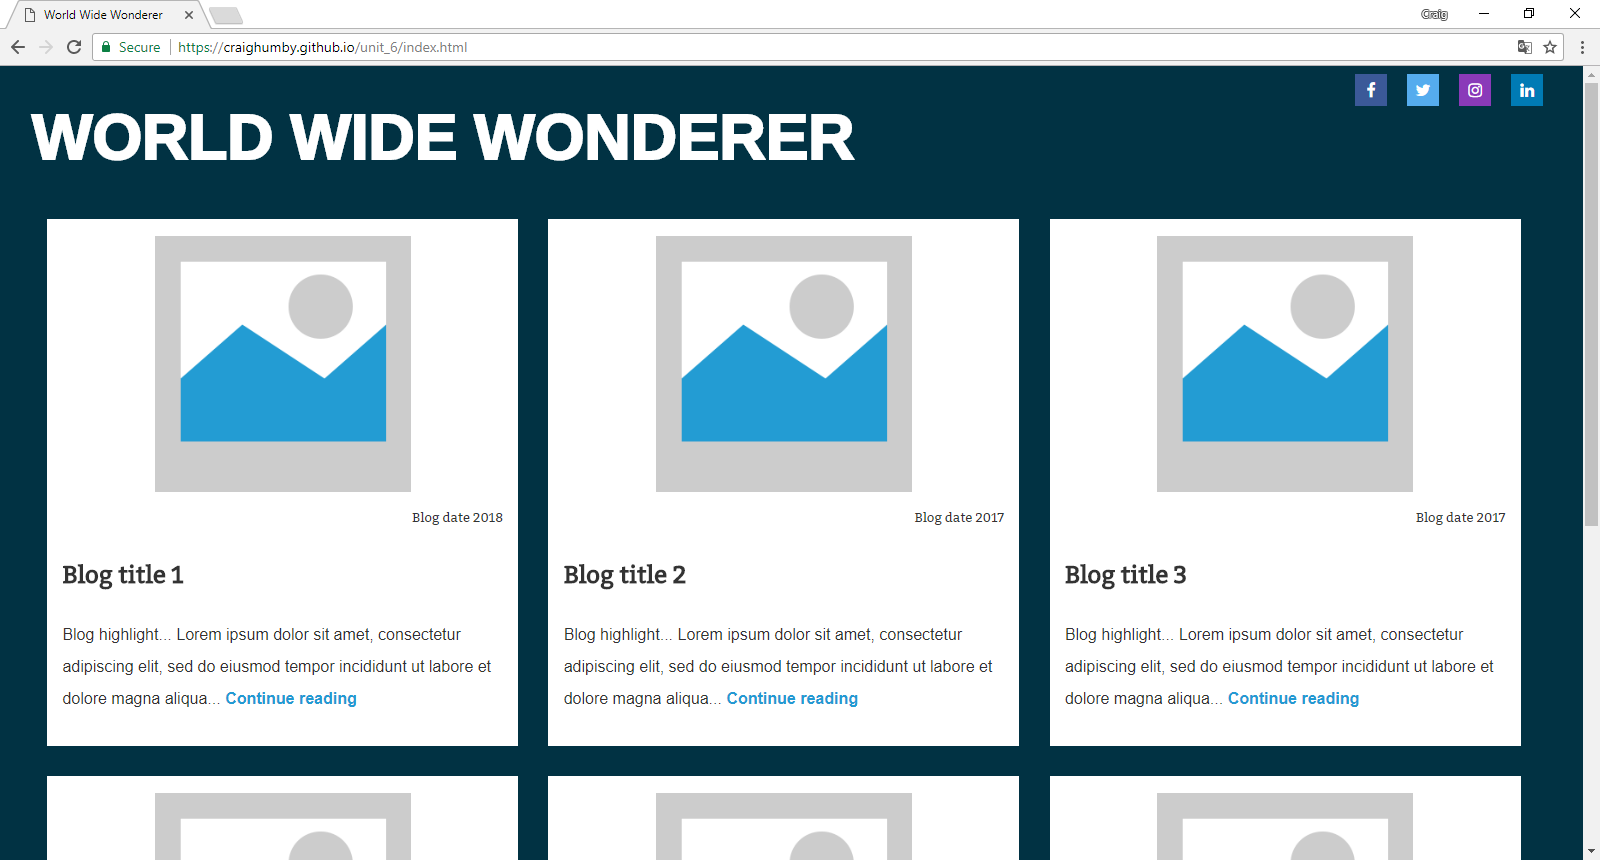 World Wide Wonderer
Craig
Secure
https://craighumby.github.io/unit_6/index.html
f
in
WORLD WIDE WONDERER
Blog date 2018
Blog title 1
Blog highlight... Lorem ipsum dolor sit amet, consectetur
adipiscing elit, sed do eiusmod tempor incididunt ut labore et
dolore magna aliqua... Continue reading
Blog date 2017
Blog title 2
Blog highlight... Lorem ipsum dolor sit amet, consectetur
adipiscing elit, sed do eiusmod tempor incididunt ut labore et
dolore magna aliqua... Continue reading
Blog date 2017
Blog title 3
Blog highlight... Lorem ipsum dolor sit amet, consectetur
adipiscing elit, sed do eiusmod tempor incididunt ut labore et
dolore magna aliqua... Continue reading